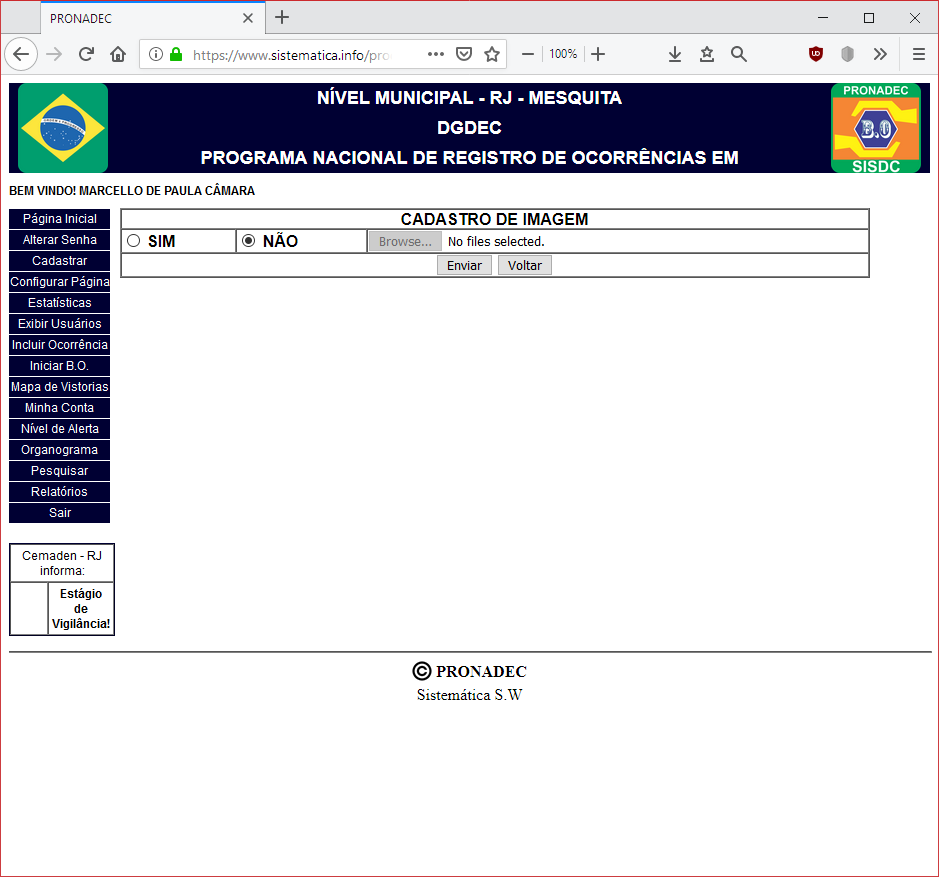 PRONADEC
https://www.sistematica.info/pro
100%
NÍVEL MUNICIPAL - RJ - MESQUITA
DGDEC
PROGRAMA NACIONAL DE REGISTRO DE OCORRÊNCIAS EM
PRONADEC
B.O
SISDC
BEM VINDO! MARCELLO DE PAULA CÂMARA
Página Inicial
Alterar Senha
Cadastrar
Configurar Página
Estatísticas
Exibir Usuários
Incluir Ocorrência
Iniciar B.O.
Mapa de Vistorias
Minha Conta
Nível de Alerta
Organograma
Pesquisar
Relatórios
Sair
CADASTRO DE IMAGEM
SIM NÃO Browse... No files selected.
Enviar Voltar
Cemaden - RJ
informa:
Estágio
de
Vigilância!
© PRONADEC
Sistemática S.W